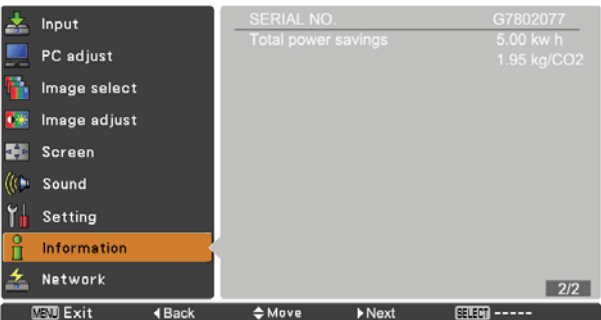 Input
PC adjust
Image select
Image adjust
Screen
Sound
Setting
Information
Network
SERIAL NO. G7802077
Total power savings 5.00 kw h
1.95 kg/CO2
2/2
MENU Exit Back Move Next SELECT -----